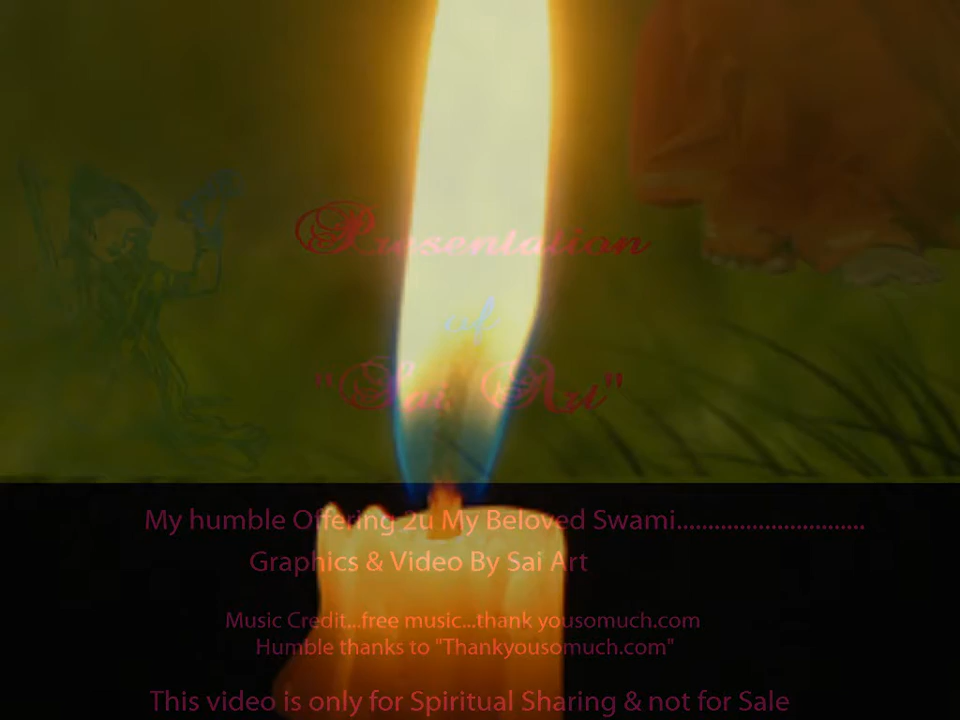 Presentation
of
"Sai Art"
My humble Offering 2u My Beloved Swami..............................
Graphics & Video By Sai Art
Music Credit...free music...thank yousomuch.com
Humble thanks to "Thankyousomuch.com"
This video is only for Spiritual Sharing & not for Sale